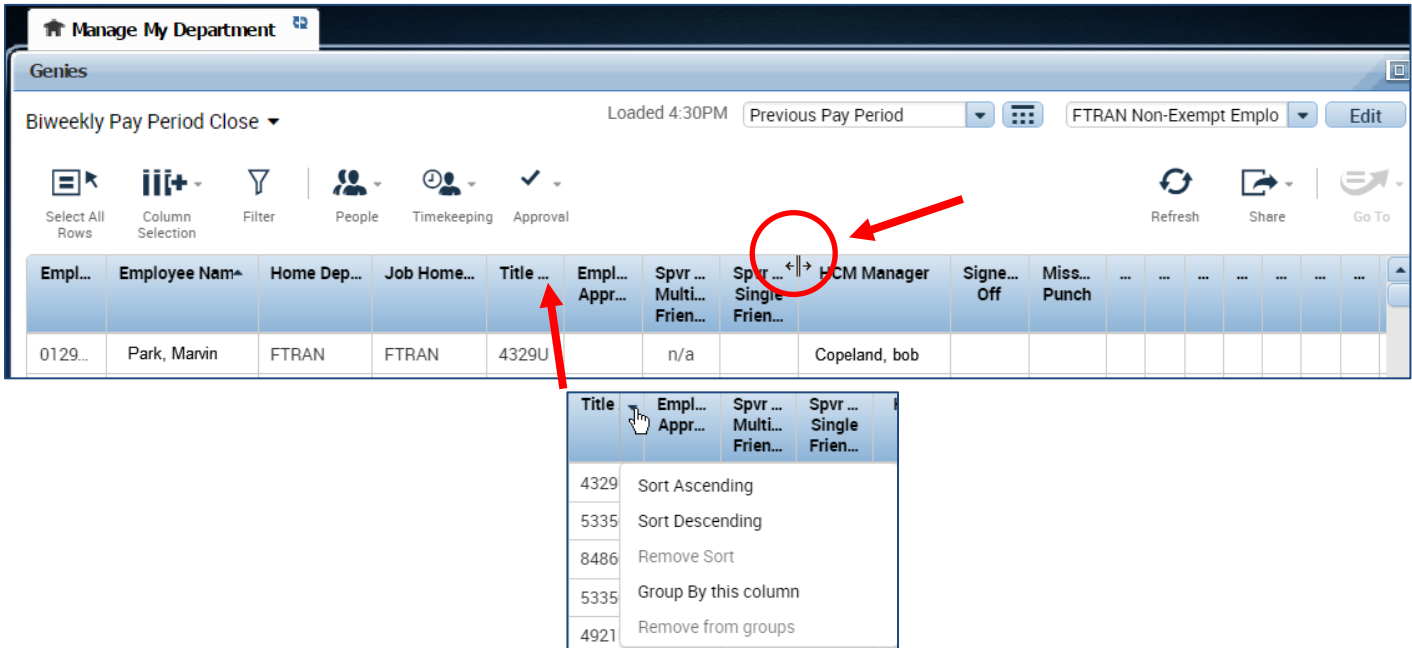 Manage My Department
Genies
Biweekly Pay Period Close
Loaded 4:30PM
Previous Pay Period
FTRAN Non-Exempt Emplo
Edit
Select All
Rows
Column
Selection
Filter
People
Timekeeping
Approval
Refresh
Share
Go To
Empl...
Employee Nam
Home Dep...
Job Home...
Title ...
Empl...
Appr...
Spvr ...
Multi...
Frien...
Spvr ...
Single
Frien...
HCM Manager
Signe...
Off
Miss...
Punch
...
...
...
...
...
...
...
0129...
Park, Marvin
FTRAN
FTRAN
4329U
n/a
Copeland, bob
Title
Empl...
Appr...
Spvr ...
Multi...
Frien...
Spvr ...
Single
Frien...
4329
5335
8486
5335
4921
Sort Ascending
Sort Descending
Remove Sort
Group By this column
Remove from groups